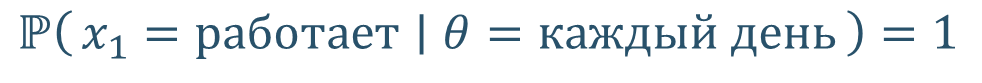 ℙ( x₁ = работает | θ = каждый день ) = 1